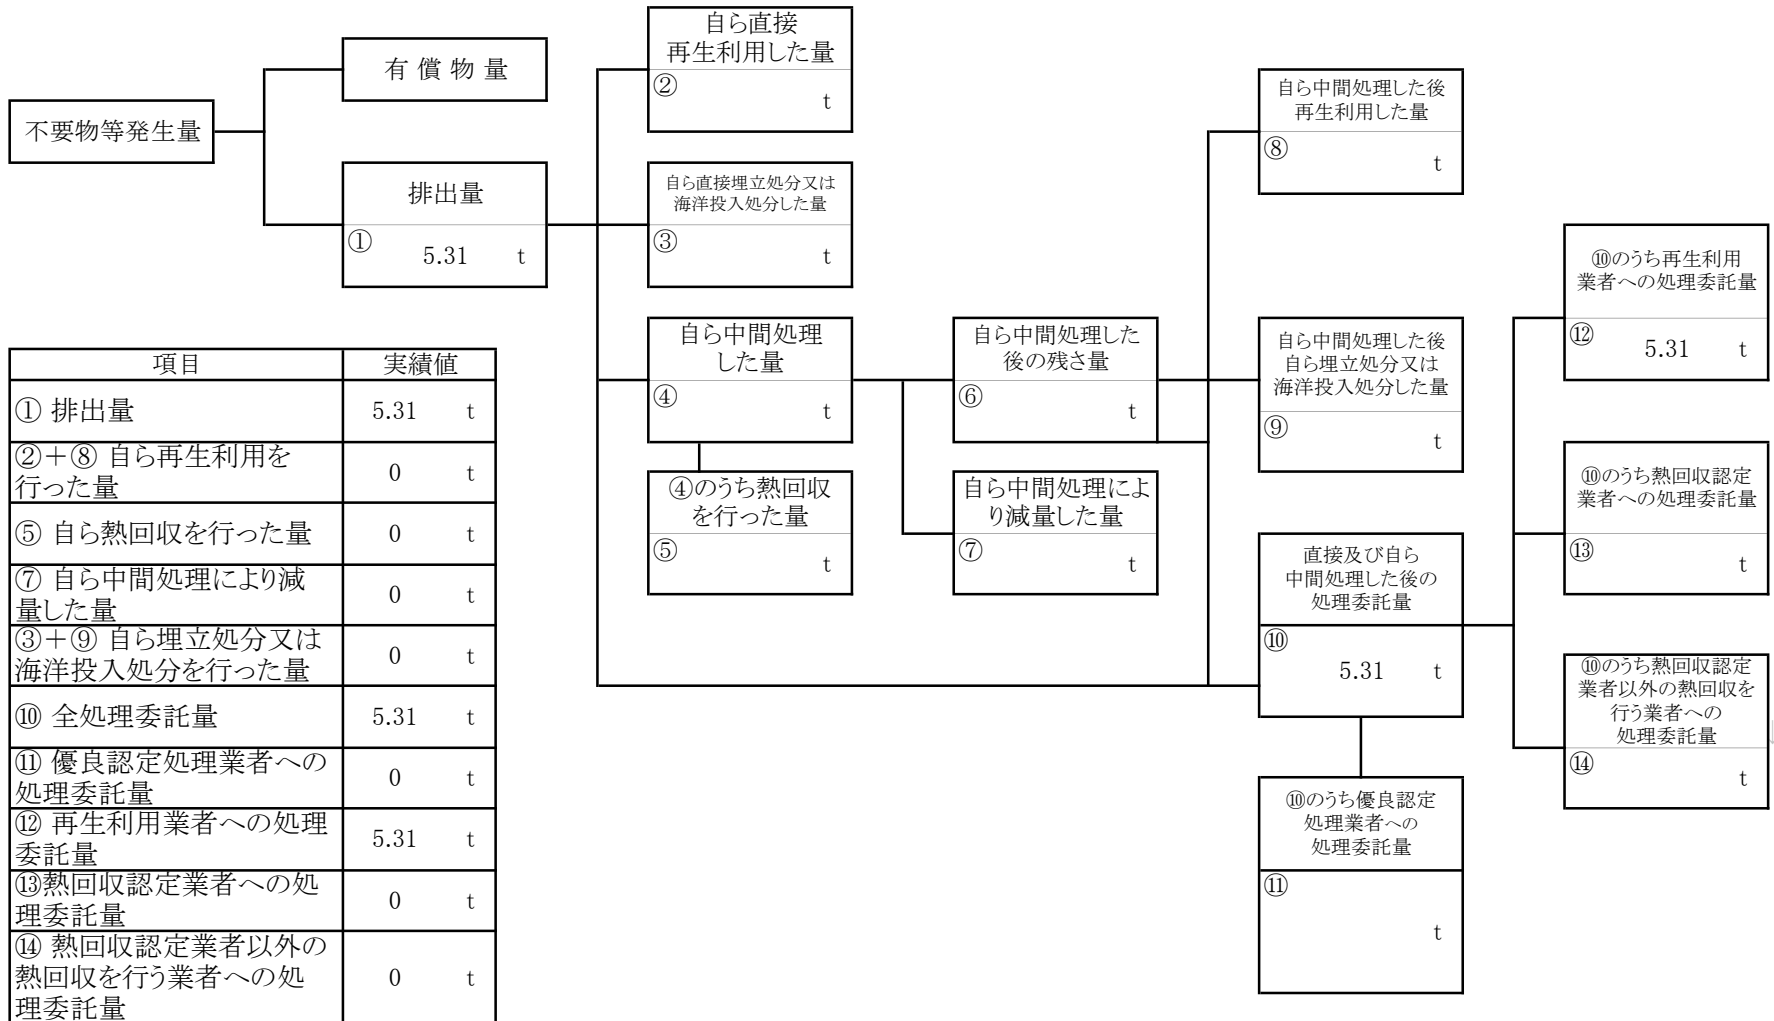 不要物等発生量
有 償 物 量
排出量
① 5.31 t
自ら直接
再生利用した量
②
t
自ら直接埋立処分又は
海洋投入処分した量
③
t
自ら中間処理
した量
④
t
④のうち熱回収
を行った量
⑤
t
自ら中間処理した
後の残さ量
⑥
t
自ら中間処理によ
り減量した量
⑦
t
自ら中間処理した後
再生利用した量
⑧
t
自ら中間処理した後
自ら埋立処分又は
海洋投入処分した量
⑨
t
直接及び自ら
中間処理した後の
処理委託量
⑩
5.31 t
⑩のうち優良認定
処理業者への
処理委託量
⑪
t
⑩のうち再生利用
業者への処理委託量
⑫
5.31 t
⑩のうち熱回収認定
業者への処理委託量
⑬
t
⑩のうち熱回収認定
業者以外の熱回収を
行う業者への
処理委託量
⑭
t
項目 実績値
① 排出量 5.31 t
②＋⑧ 自ら再生利用を
行った量 0 t
⑤ 自ら熱回収を行った量 0 t
⑦ 自ら中間処理により減
量した量 0 t
③＋⑨ 自ら埋立処分又は
海洋投入処分を行った量 0 t
⑩ 全処理委託量 5.31 t
⑪ 優良認定処理業者への
処理委託量 0 t
⑫ 再生利用業者への処理
委託量 5.31 t
⑬熱回収認定業者への処
理委託量 0 t
⑭ 熱回収認定業者以外の
熱回収を行う業者への処
理委託量 0 t